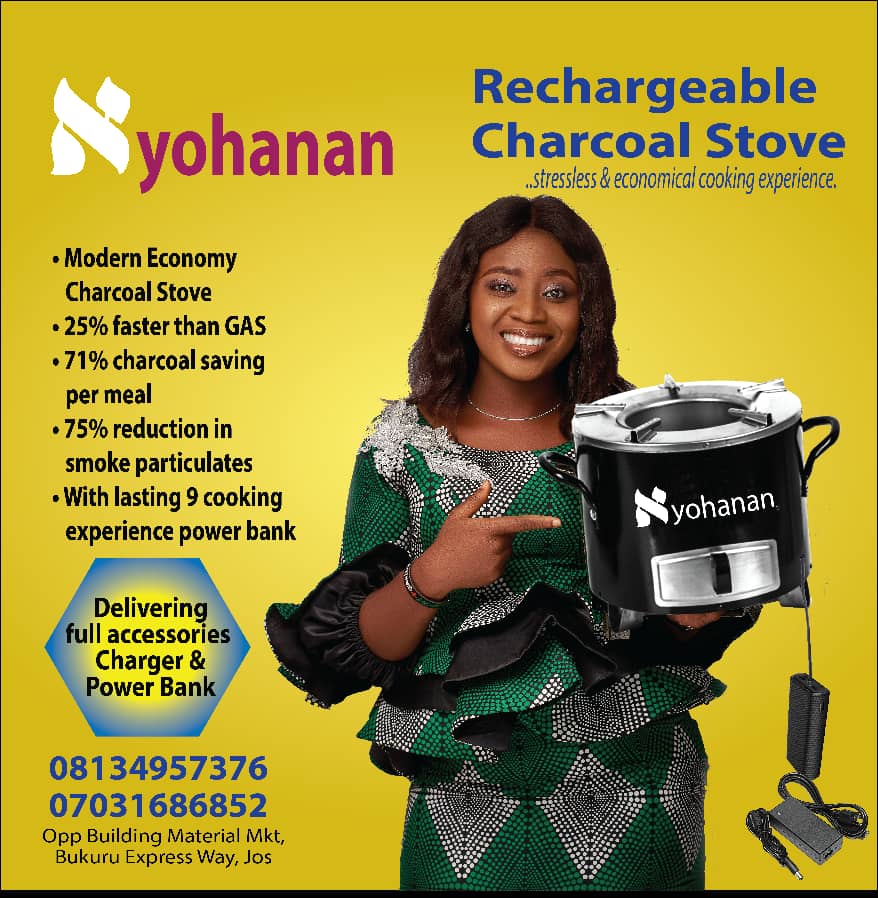 yohanan
Rechargeable
Charcoal Stove
..stressless & economical cooking experience.
• Modern Economy
Charcoal Stove
• 25% faster than GAS
• 71% charcoal saving
per meal
• 75% reduction in
smoke particulates
• With lasting 9 cooking
experience power bank
Delivering
full accessories
Charger &
Power Bank
08134957376
07031686852
Opp Building Material Mkt,
Bukuru Express Way, Jos
yohanan